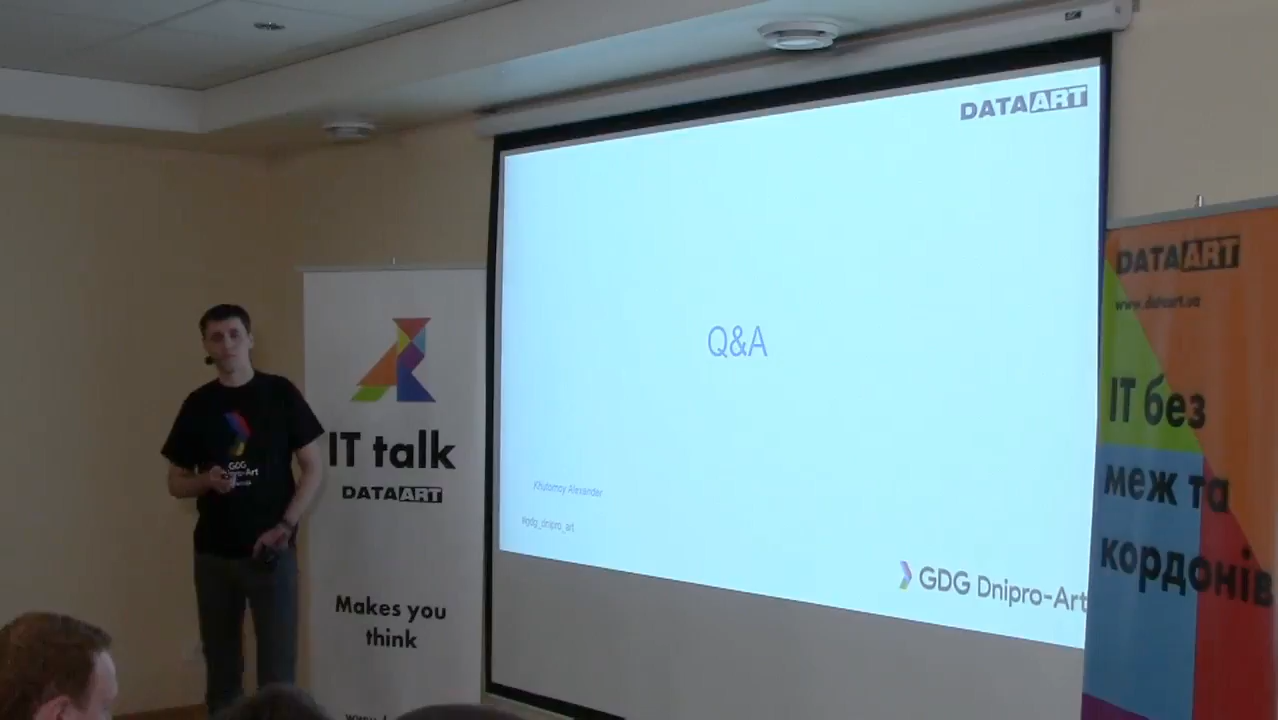 DATAART
Q&A
Khutornoy Alexander
#gdg_dnipro_art
GDG Dnipro-Art
IT talk
DATAART
Makes you
think
GDG
DATAART
www.dataart.ua
IT без
меж та
кордонів